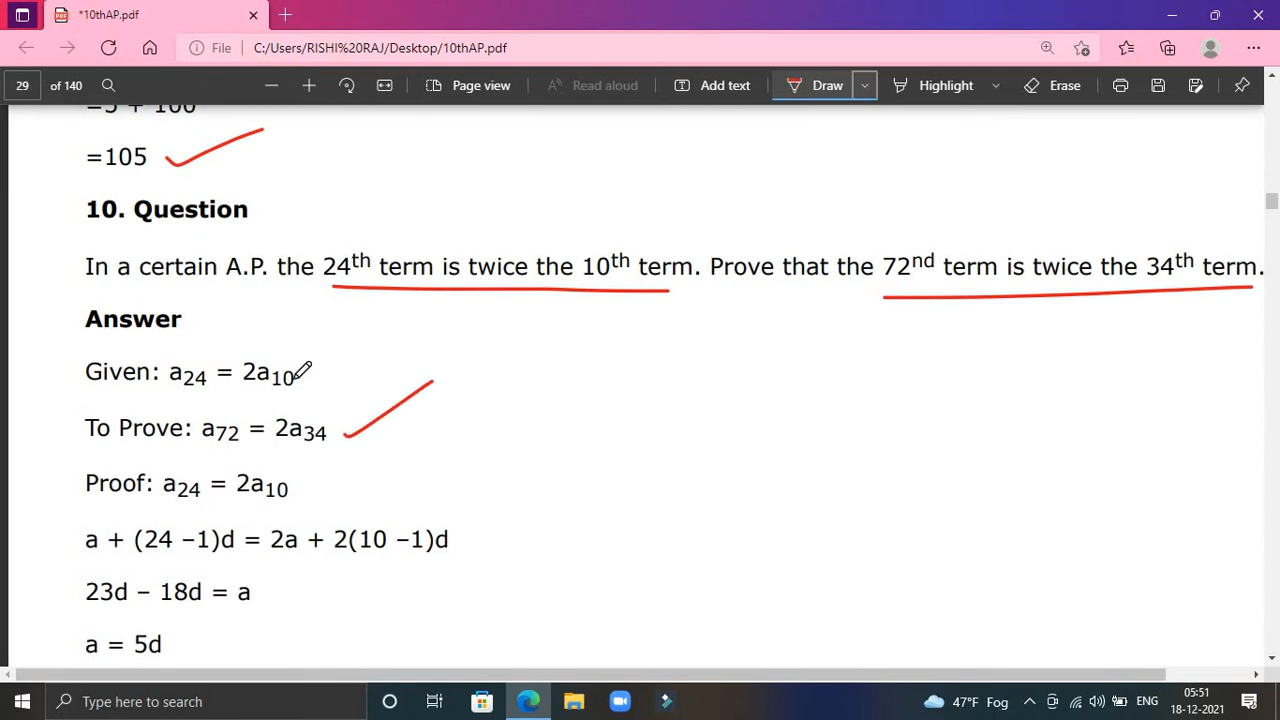 *10thAP.pdf
File C:/Users/RISHI%20RAJ/Desktop/10thAP.pdf
29 of 140 Page view Read aloud Add text Draw Highlight Erase
=5 + 100
=105
10. Question
In a certain A.P. the 24th term is twice the 10th term. Prove that the 72nd term is twice the 34th term.
Answer
Given: a24 = 2a10
To Prove: a72 = 2a34
Proof: a24 = 2a10
a + (24 –1)d = 2a + 2(10 –1)d
23d – 18d = a
a = 5d
Type here to search 47°F Fog ENG 05:51
18-12-2021